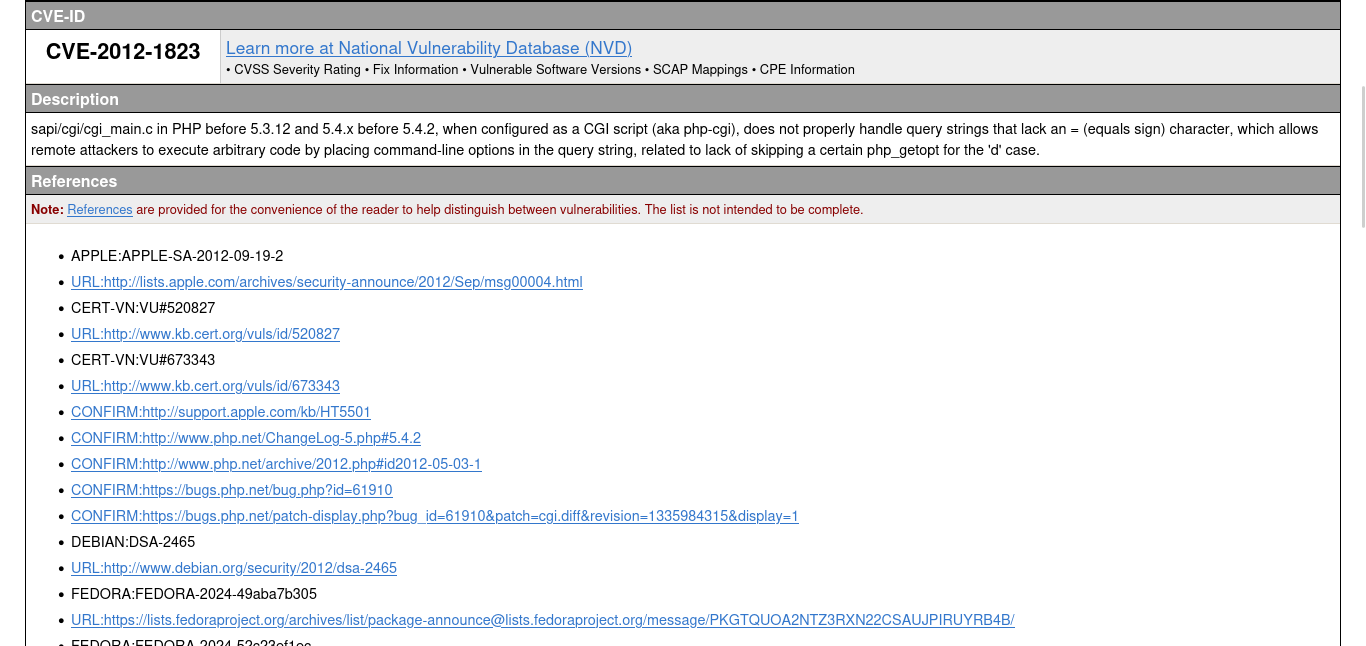 CVE-ID
CVE-2012-1823
Learn more at National Vulnerability Database (NVD)
• CVSS Severity Rating • Fix Information • Vulnerable Software Versions • SCAP Mappings • CPE Information
Description
sapi/cgi/cgi_main.c in PHP before 5.3.12 and 5.4.x before 5.4.2, when configured as a CGI script (aka php-cgi), does not properly handle query strings that lack an = (equals sign) character, which allows
remote attackers to execute arbitrary code by placing command-line options in the query string, related to lack of skipping a certain php_getopt for the 'd' case.
References
Note: References are provided for the convenience of the reader to help distinguish between vulnerabilities. The list is not intended to be complete.
• APPLE:APPLE-SA-2012-09-19-2
• URL:http://lists.apple.com/archives/security-announce/2012/Sep/msg00004.html
• CERT-VN:VU#520827
• URL:http://www.kb.cert.org/vuls/id/520827
• CERT-VN:VU#673343
• URL:http://www.kb.cert.org/vuls/id/673343
• CONFIRM:http://support.apple.com/kb/HT5501
• CONFIRM:http://www.php.net/ChangeLog-5.php#5.4.2
• CONFIRM:http://www.php.net/archive/2012.php#id2012-05-03-1
• CONFIRM:https://bugs.php.net/bug.php?id=61910
• CONFIRM:https://bugs.php.net/patch-display.php?bug_id=61910&patch=cgi.diff&revision=1335984315&display=1
• DEBIAN:DSA-2465
• URL:http://www.debian.org/security/2012/dsa-2465
• FEDORA:FEDORA-2024-49aba7b305
• URL:https://lists.fedoraproject.org/archives/list/package-announce@lists.fedoraproject.org/message/PKGTQUOA2NTZ3RXN22CSAUJPIRUYRB4B/